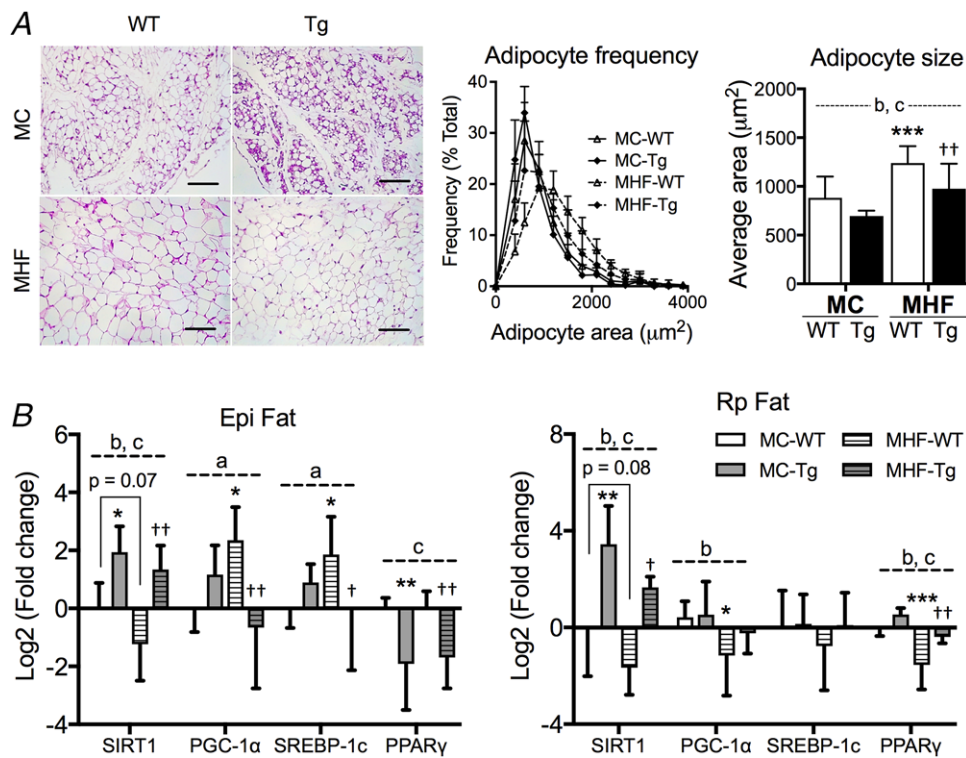 A
WT
Tg
MC
MHF
Adipocyte frequency
Frequency (% Total)
40
30
20
10
0
0
2000
4000
Adipocyte area (μm²)
MC-WT
MC-Tg
MHF-WT
MHF-Tg
Adipocyte size
Average area (μm²)
2000
1500
1000
500
0
b, c
***
††
MC
MHF
WT Tg WT Tg
B
Epi Fat
Log2 (Fold change)
6
4
2
0
-2
-4
b, c
p = 0.07
*
††
a
*
††
a
*
†
c
**
††
SIRT1 PGC-1α SREBP-1c PPARγ
Rp Fat
Log2 (Fold change)
8
4
0
-4
MC-WT
MHF-WT
MC-Tg
MHF-Tg
b, c
p = 0.08
**
†
b
*
b, c
***
††
SIRT1 PGC-1α SREBP-1c PPARγ